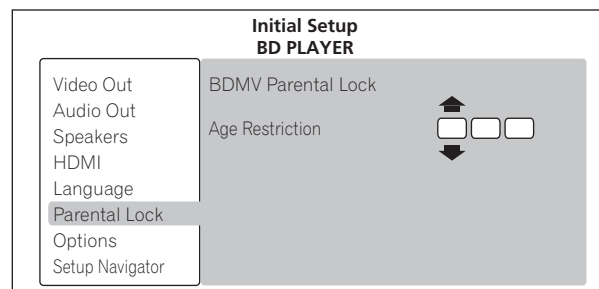 Initial Setup
BD PLAYER
Video Out
Audio Out
Speakers
HDMI
Language
Parental Lock
Options
Setup Navigator
BDMV Parental Lock
Age Restriction